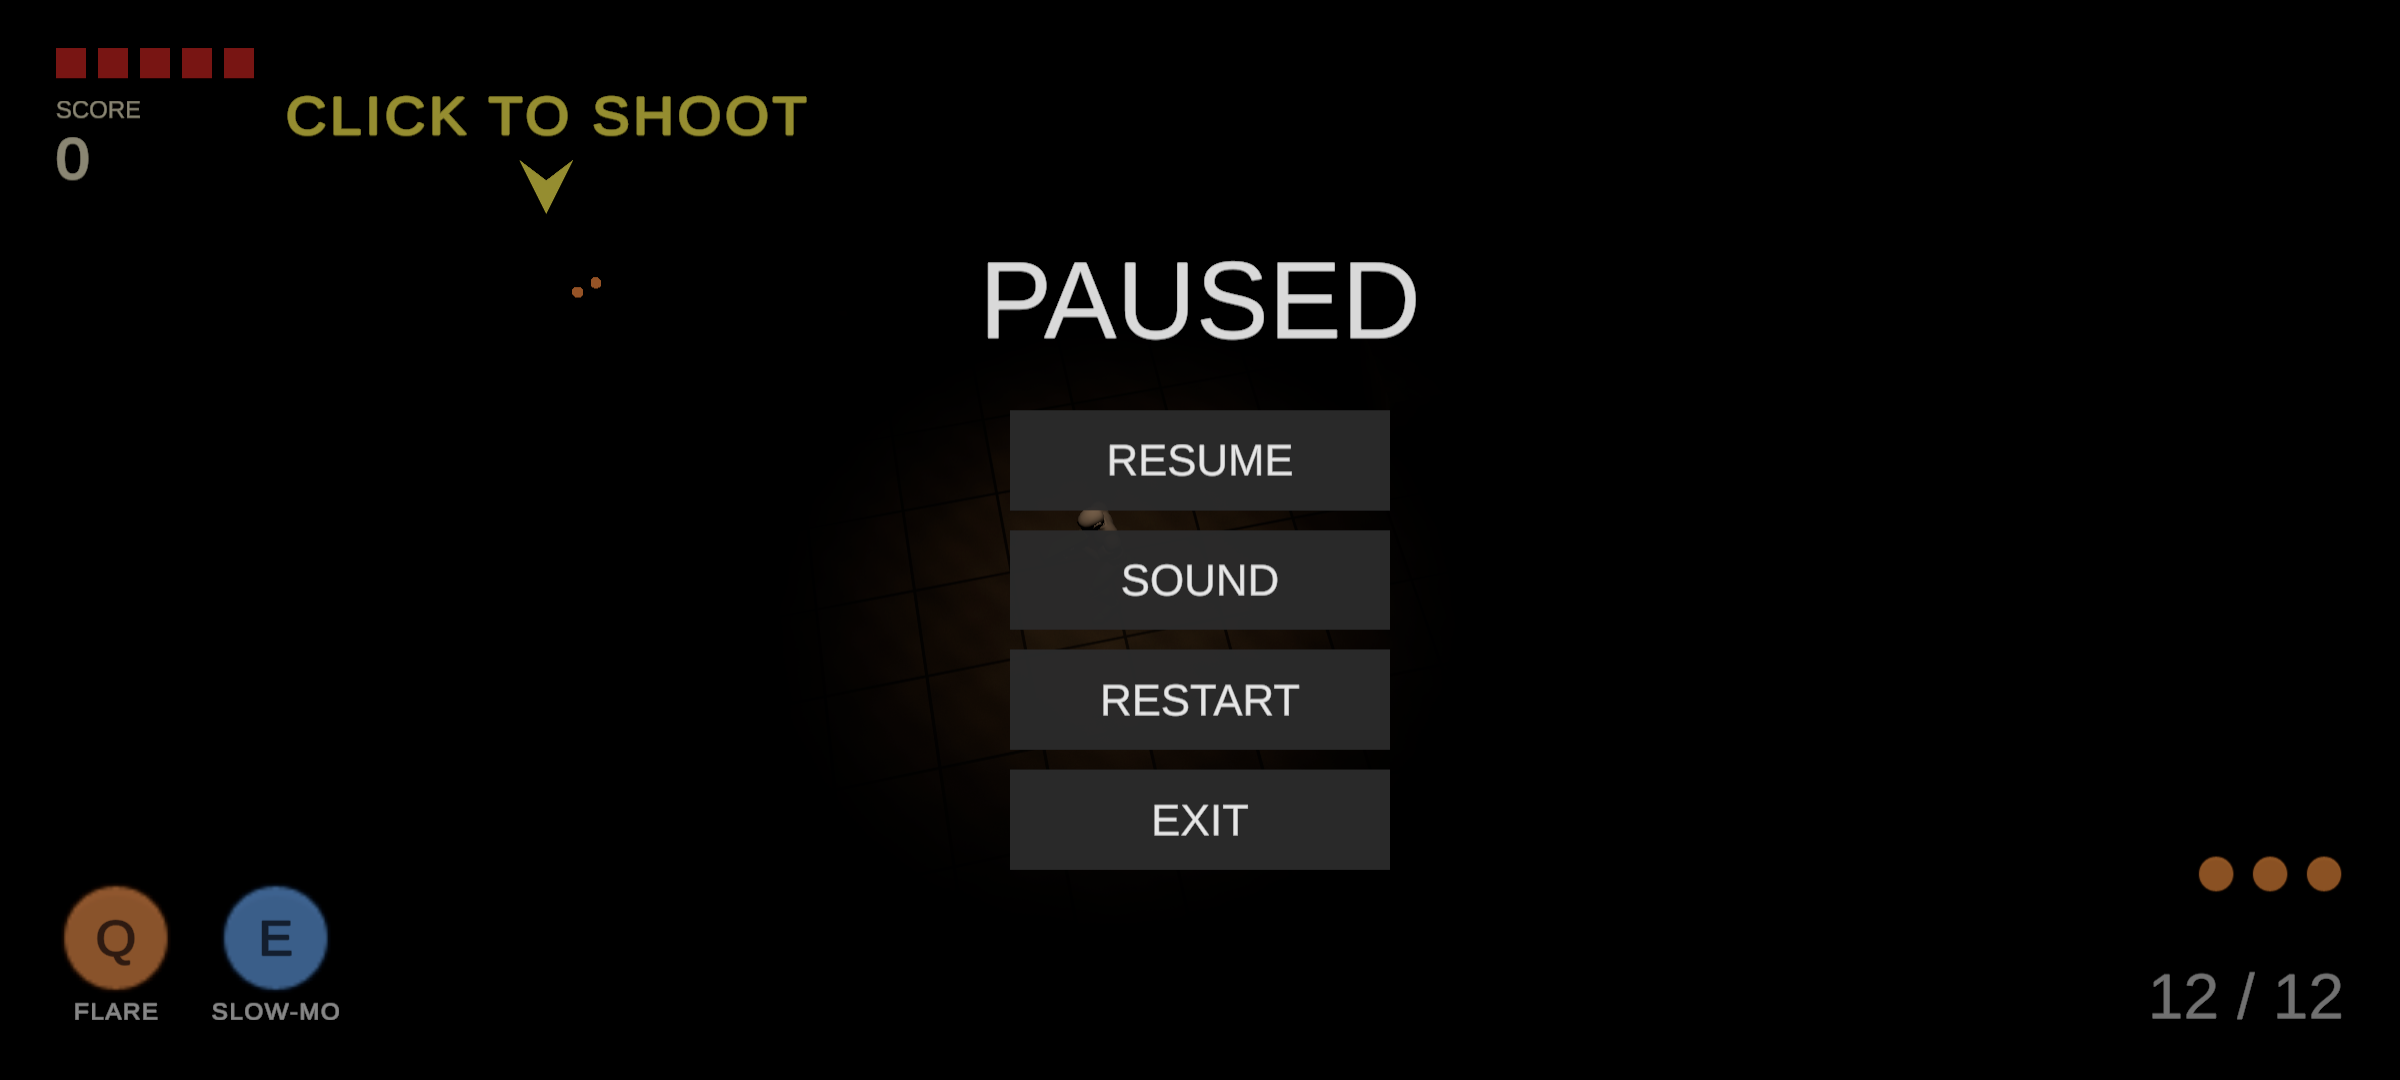 SCORE
0
CLICK TO SHOOT
PAUSED
RESUME
SOUND
RESTART
EXIT
Q
FLARE
E
SLOW-MO
12 / 12